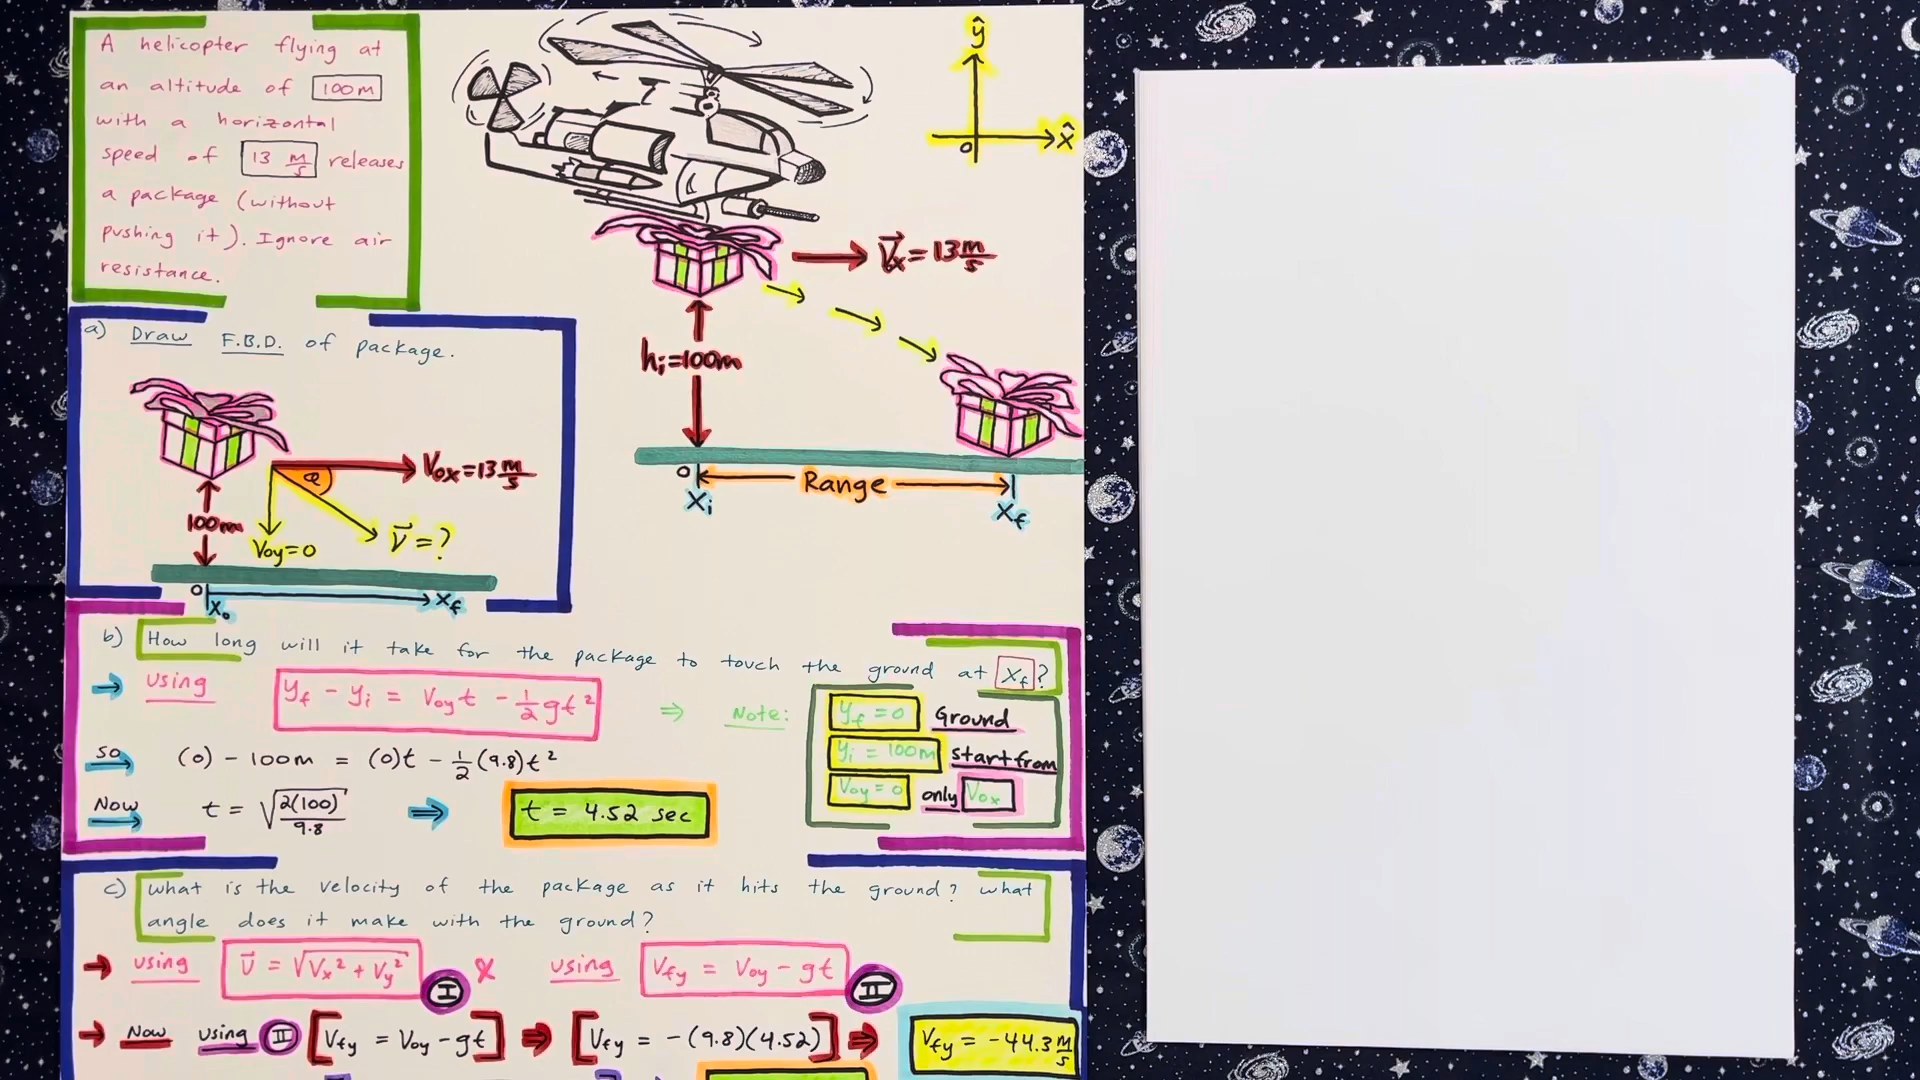 A helicopter flying at
an altitude of 100m
with a horizontal
speed of 13 m/s releases
a package (without
pushing it). Ignore air
resistance.
ŷ
0 x̂
V⃗x = 13 m/s
hi = 100m
0 Range
Xi Xf
a) Draw F.B.D. of package.
Vox = 13 m/s
100m
Voy = 0 V⃗ = ?
0 X₀ Xf
b) How long will it take for the package to touch the ground at Xf?
using yf - yi = Voyt - 1/2 gt² ⇒ Note: yf = 0 Ground
yi = 100m start from
Voy = 0 only Vox
so (0) - 100m = (0)t - 1/2 (9.8)t²
Now t = √2(100)/9.8 ⇒ t = 4.52 sec
c) what is the velocity of the package as it hits the ground? what
angle does it make with the ground?
using V⃗ = √Vx² + Vy² I & using Vfy = Voy - gt II
Now using II [Vfy = Voy - gt] ⇒ [Vfy = -(9.8)(4.52)] ⇒ Vfy = -44.3 m/s